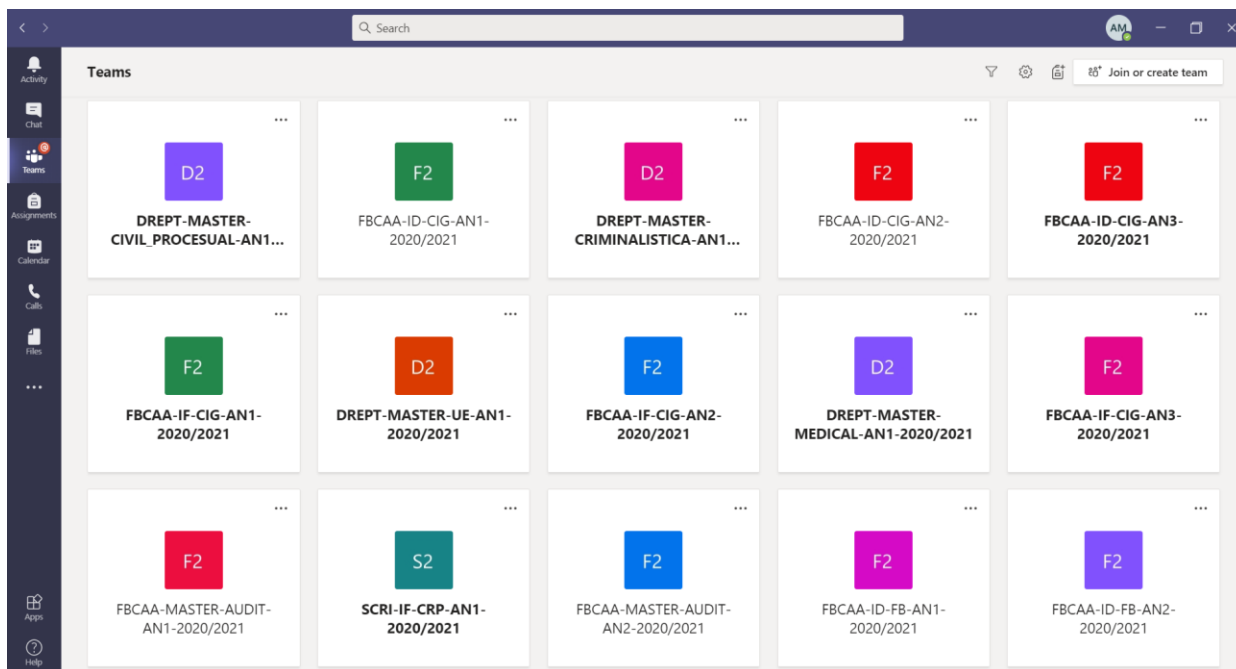 Search
AM
Activity
Chat
Teams
Assignments
Calendar
Calls
Files
Apps
Help
Teams
Join or create team
D2
DREPT-MASTER-
CIVIL_PROCESUAL-AN1...
F2
FBCAA-ID-CIG-AN1-
2020/2021
D2
DREPT-MASTER-
CRIMINALISTICA-AN1...
F2
FBCAA-ID-CIG-AN2-
2020/2021
F2
FBCAA-ID-CIG-AN3-
2020/2021
F2
FBCAA-IF-CIG-AN1-
2020/2021
D2
DREPT-MASTER-UE-AN1-
2020/2021
F2
FBCAA-IF-CIG-AN2-
2020/2021
D2
DREPT-MASTER-
MEDICAL-AN1-2020/2021
F2
FBCAA-IF-CIG-AN3-
2020/2021
F2
FBCAA-MASTER-AUDIT-
AN1-2020/2021
S2
SCRI-IF-CRP-AN1-
2020/2021
F2
FBCAA-MASTER-AUDIT-
AN2-2020/2021
F2
FBCAA-ID-FB-AN1-
2020/2021
F2
FBCAA-ID-FB-AN2-
2020/2021